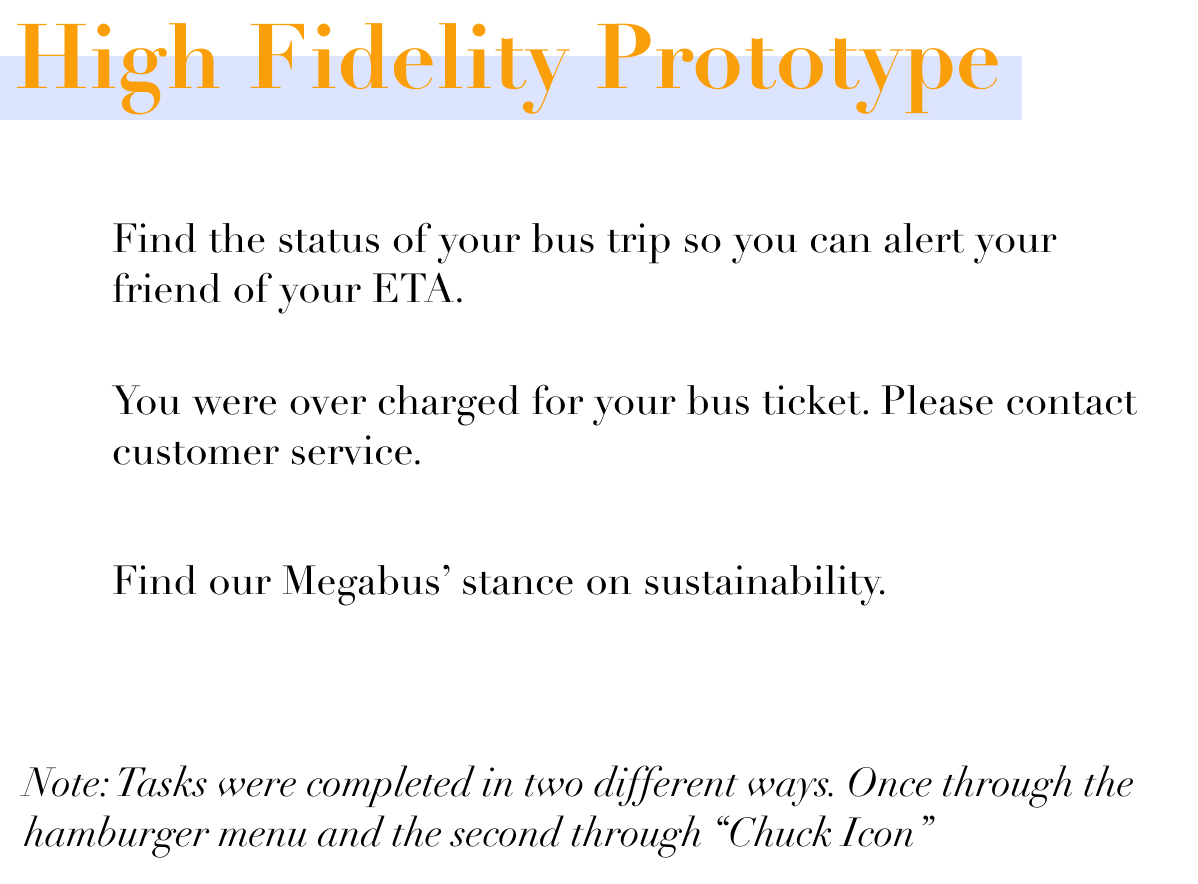 High Fidelity Prototype
Find the status of your bus trip so you can alert your
friend of your ETA.
You were over charged for your bus ticket. Please contact
customer service.
Find our Megabus’ stance on sustainability.
Note: Tasks were completed in two different ways. Once through the
hamburger menu and the second through “Chuck Icon”